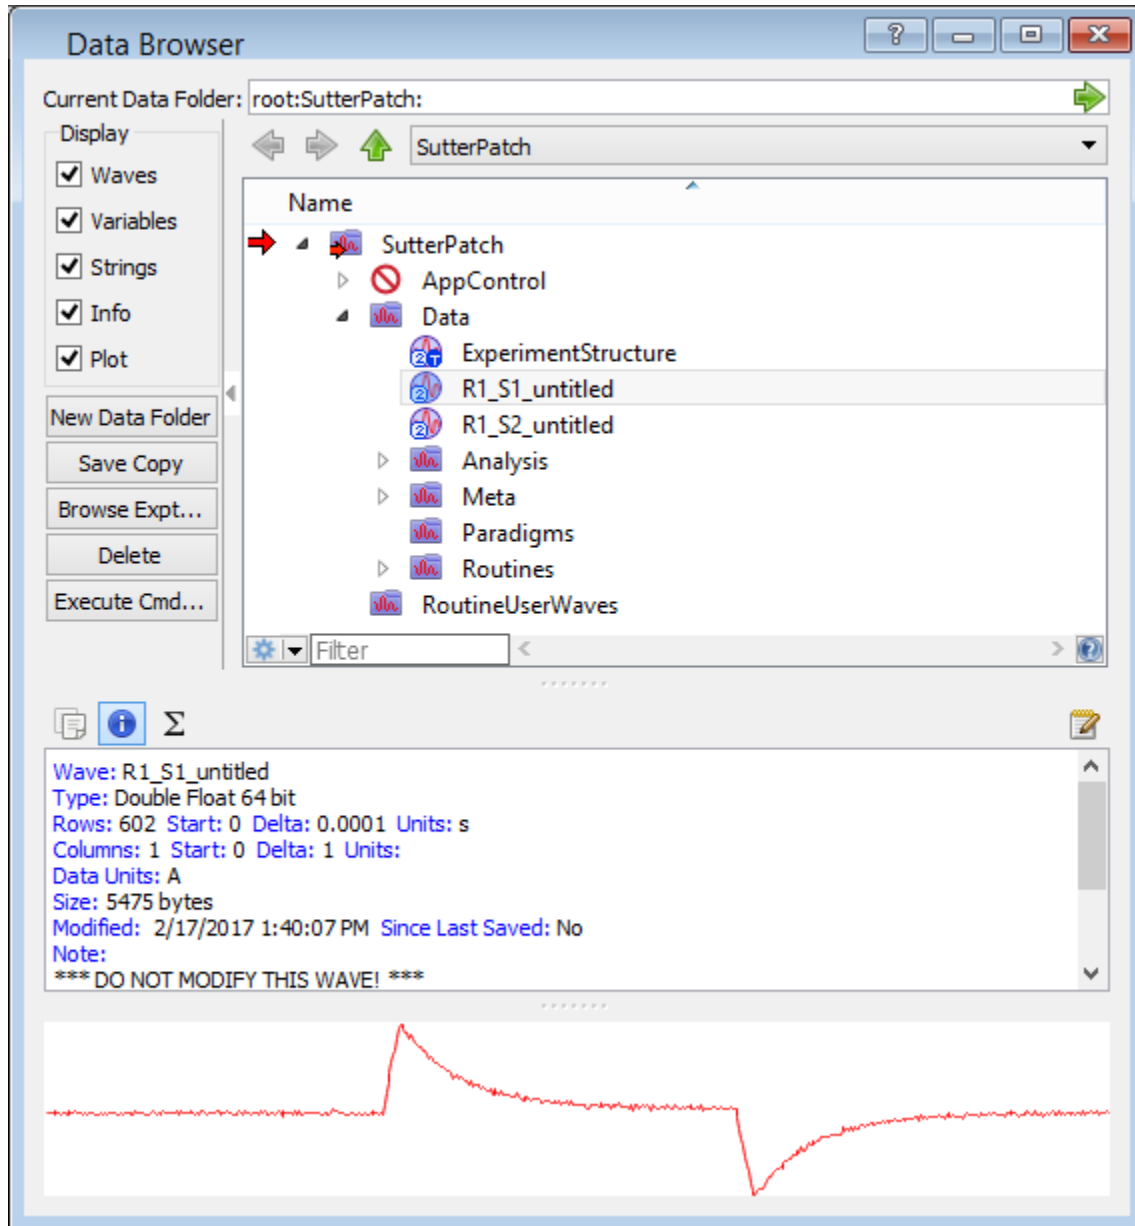 Data Browser
Current Data Folder: root:SutterPatch:
Display
SutterPatch
Waves
Variables
Strings
Info
Plot
New Data Folder
Save Copy
Browse Expt...
Delete
Execute Cmd...
Name
SutterPatch
AppControl
Data
ExperimentStructure
R1_S1_untitled
R1_S2_untitled
Analysis
Meta
Paradigms
Routines
RoutineUserWaves
Filter
Σ
Wave: R1_S1_untitled
Type: Double Float 64 bit
Rows: 602 Start: 0 Delta: 0.0001 Units: s
Columns: 1 Start: 0 Delta: 1 Units:
Data Units: A
Size: 5475 bytes
Modified: 2/17/2017 1:40:07 PM Since Last Saved: No
Note:
*** DO NOT MODIFY THIS WAVE! ***